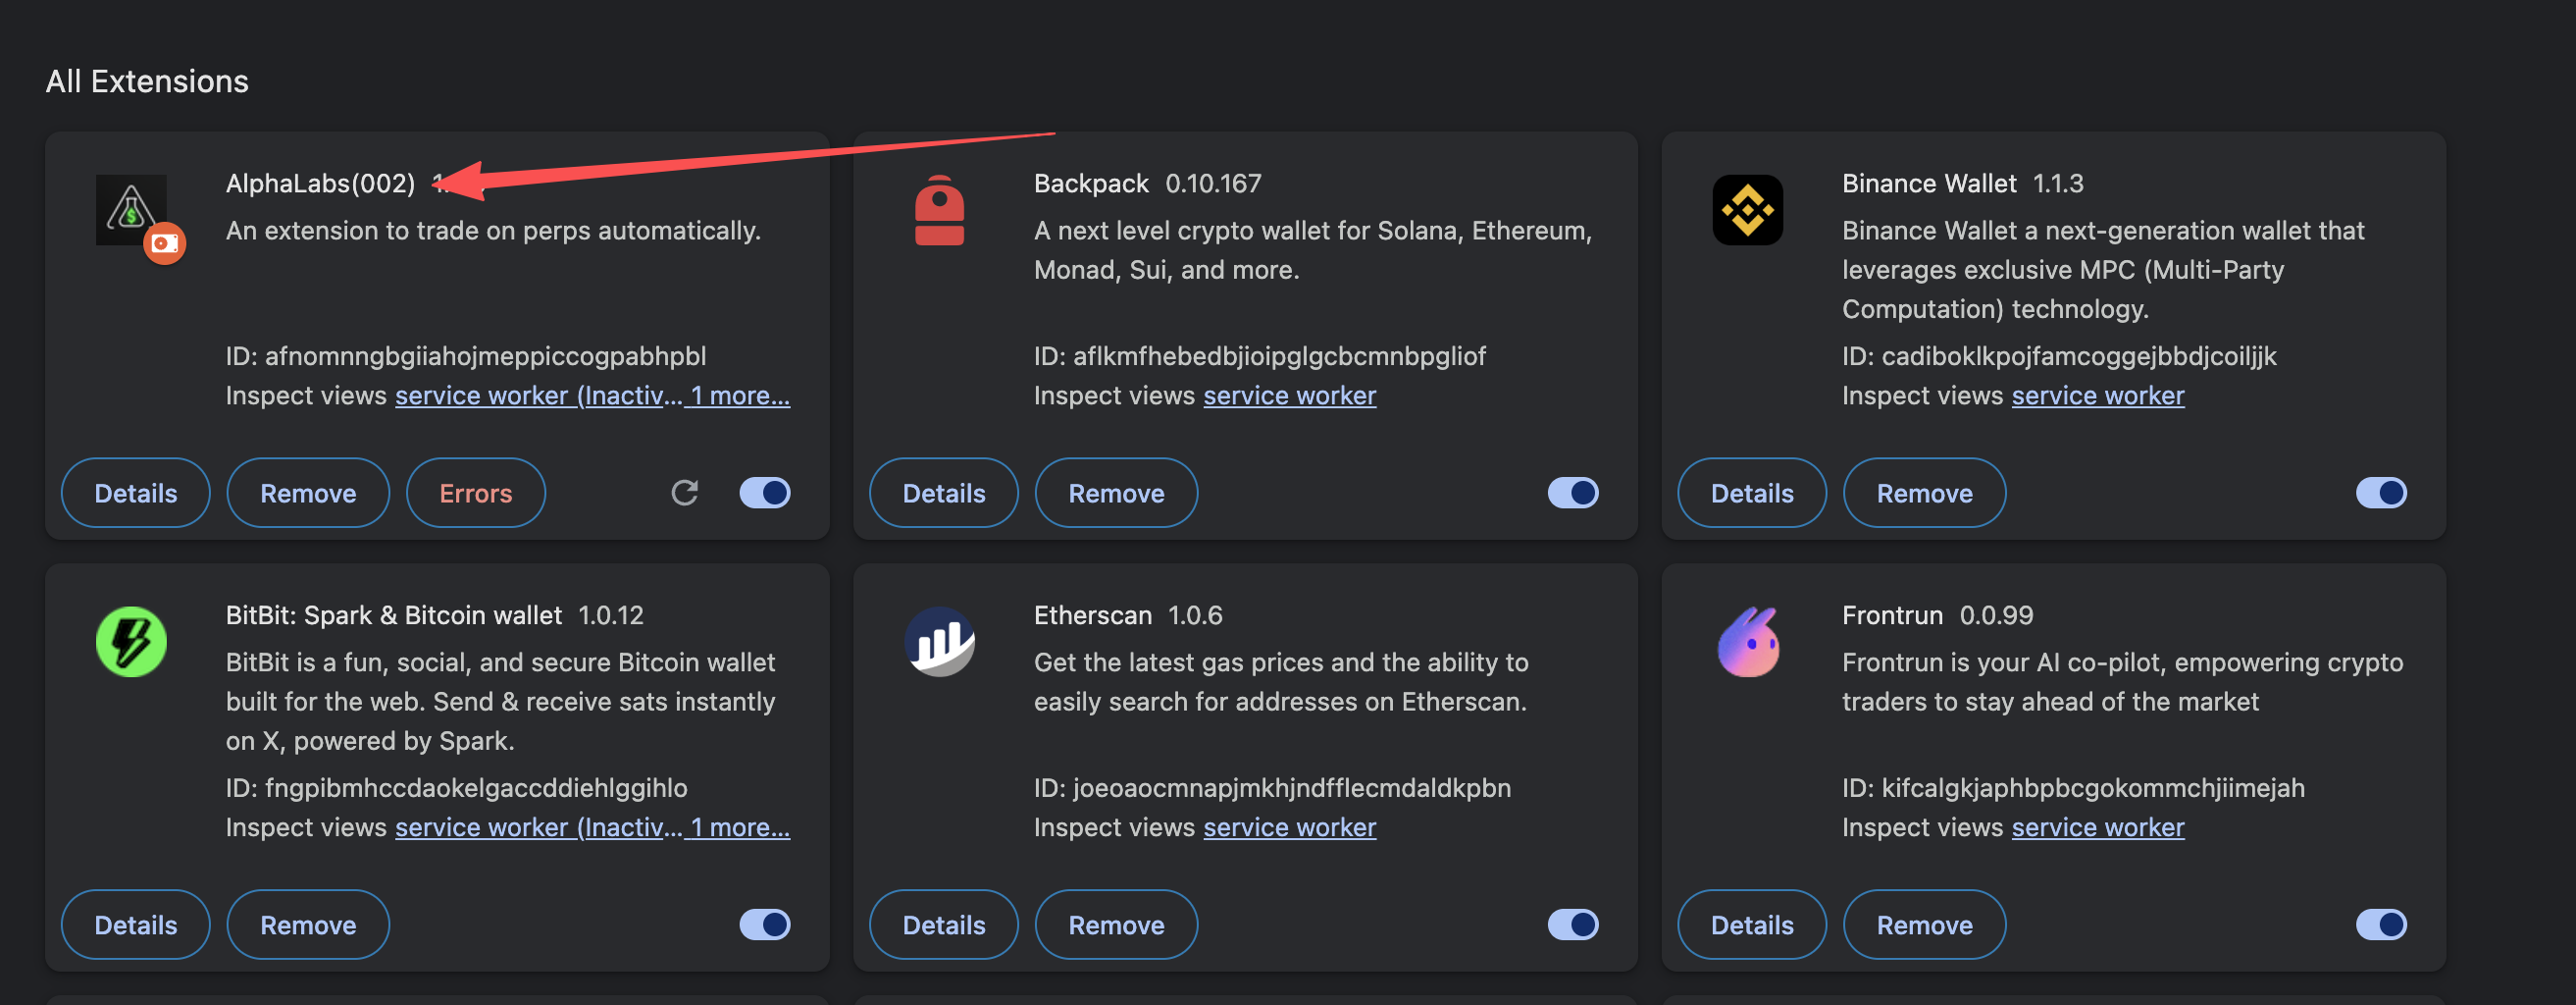 All Extensions
AlphaLabs(002)
An extension to trade on perps automatically.
ID: afnomnngbgiiahojmeppiccogpabhpbl
Inspect views service worker (Inactiv... 1 more...
Details Remove Errors
Backpack 0.10.167
A next level crypto wallet for Solana, Ethereum,
Monad, Sui, and more.
ID: aflkmfhebedbjioipglgcbcmnbpgliof
Inspect views service worker
Details Remove
Binance Wallet 1.1.3
Binance Wallet a next-generation wallet that
leverages exclusive MPC (Multi-Party
Computation) technology.
ID: cadiboklkpojfamcoggejbbdjcoiljjk
Inspect views service worker
Details Remove
BitBit: Spark & Bitcoin wallet 1.0.12
BitBit is a fun, social, and secure Bitcoin wallet
built for the web. Send & receive sats instantly
on X, powered by Spark.
ID: fngpibmhccdaokelgaccddiehlggihlo
Inspect views service worker (Inactiv... 1 more...
Details Remove
Etherscan 1.0.6
Get the latest gas prices and the ability to
easily search for addresses on Etherscan.
ID: joeoaocmnapjmkhjndfflecmdaldkpbn
Inspect views service worker
Details Remove
Frontrun 0.0.99
Frontrun is your AI co-pilot, empowering crypto
traders to stay ahead of the market
ID: kifcalgkjaphbpbcgokommchjiimejah
Inspect views service worker
Details Remove